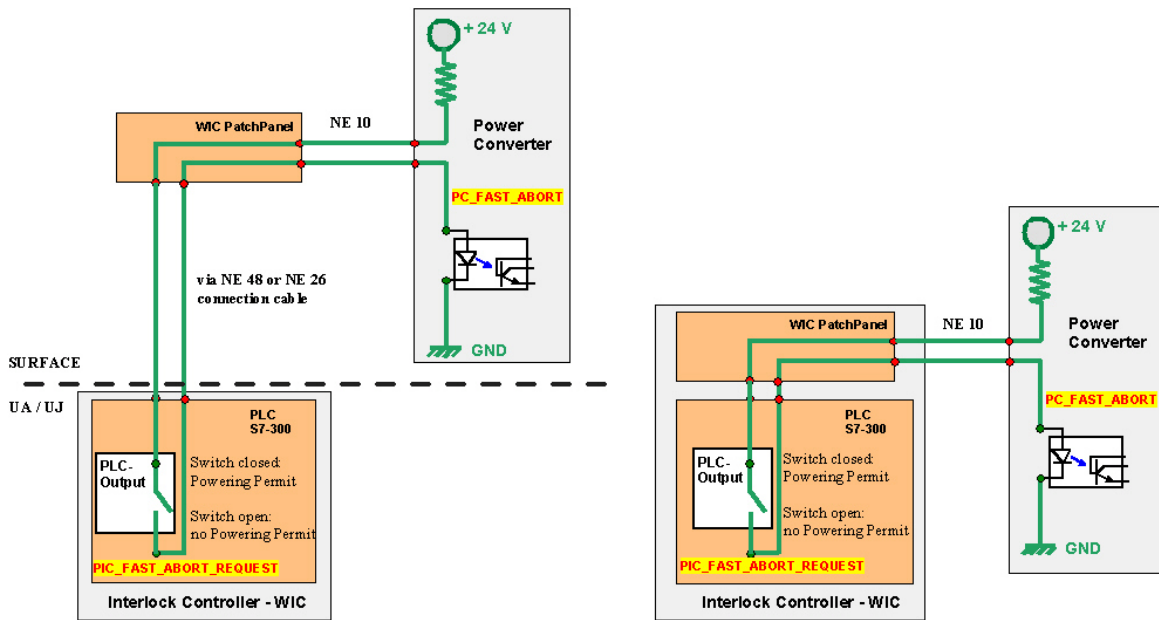 + 24 V
WIC PatchPanel
NE 10
Power
Converter
PC_FAST_ABORT
via NE 48 or NE 26
connection cable
GND
SURFACE
UA / UJ
PLC
S7-300
PLC-
Output
Switch closed:
Powering Permit
Switch open:
no Powering Permit
PIC_FAST_ABORT_REQUEST
Interlock Controller - WIC
+ 24 V
WIC PatchPanel
NE 10
Power
Converter
PC_FAST_ABORT
PLC
S7-300
PLC-
Output
Switch closed:
Powering Permit
Switch open:
no Powering Permit
PIC_FAST_ABORT_REQUEST
GND
Interlock Controller - WIC